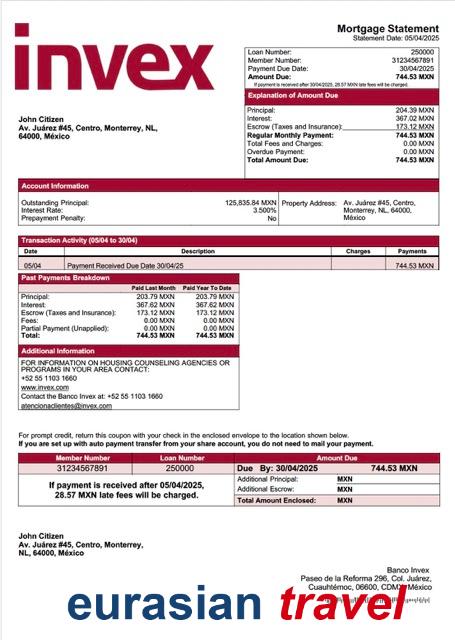 invex
Mortgage Statement
Statement Date: 05/04/2025
Loan Number: 250000
Member Number: 31234567891
Payment Due Date: 30/04/2025
Amount Due: 744.53 MXN
If payment is received after 30/04/2025, 28.57 MXN late fees will be charged.
John Citizen
Av. Juárez #45, Centro, Monterrey, NL,
64000, México
Explanation of Amount Due
Principal: 204.39 MXN
Interest: 367.02 MXN
Escrow (Taxes and Insurance): 173.12 MXN
Regular Monthly Payment: 744.53 MXN
Total Fees and Charges: 0.00 MXN
Overdue Payment: 0.00 MXN
Total Amount Due: 744.53 MXN
Account Information
Outstanding Principal: 125,835.84 MXN
Interest Rate: 3.500%
Prepayment Penalty: No
Property Address: Av. Juárez #45, Centro,
Monterrey, NL, 64000,
México
Transaction Activity (05/04 to 30/04)
Date Description Charges Payments
05/04 Payment Received Due Date 30/04/25 744.53 MXN
Past Payments Breakdown
Paid Last Month Paid Year To Date
Principal: 203.79 MXN 203.79 MXN
Interest: 367.62 MXN 367.62 MXN
Escrow (Taxes and Insurance): 173.12 MXN 173.12 MXN
Fees: 0.00 MXN 0.00 MXN
Partial Payment (Unapplied): 0.00 MXN 0.00 MXN
Total: 744.53 MXN 744.53 MXN
Additional Information
FOR INFORMATION ON HOUSING COUNSELING AGENCIES OR
PROGRAMS IN YOUR AREA CONTACT:
+52 55 1103 1660
www.invex.com
Contact the Banco Invex at: +52 55 1103 1660
atencionaclientes@invex.com
For prompt credit, return this coupon with your check in the enclosed envelope to the location shown below.
If you are set up with auto payment transfer from your share account, you do not need to mail your payment.
Member Number Loan Number Amount Due
31234567891 250000 Due By: 30/04/2025 744.53 MXN
If payment is received after 05/04/2025,
28.57 MXN late fees will be charged.
Additional Principal: MXN
Additional Escrow: MXN
Total Amount Enclosed: MXN
John Citizen
Av. Juárez #45, Centro, Monterrey,
NL, 64000, México
Banco Invex
Paseo de la Reforma 296, Col. Juárez,
Cuauhtémoc, 06600, CDMX, México
eurasian travel